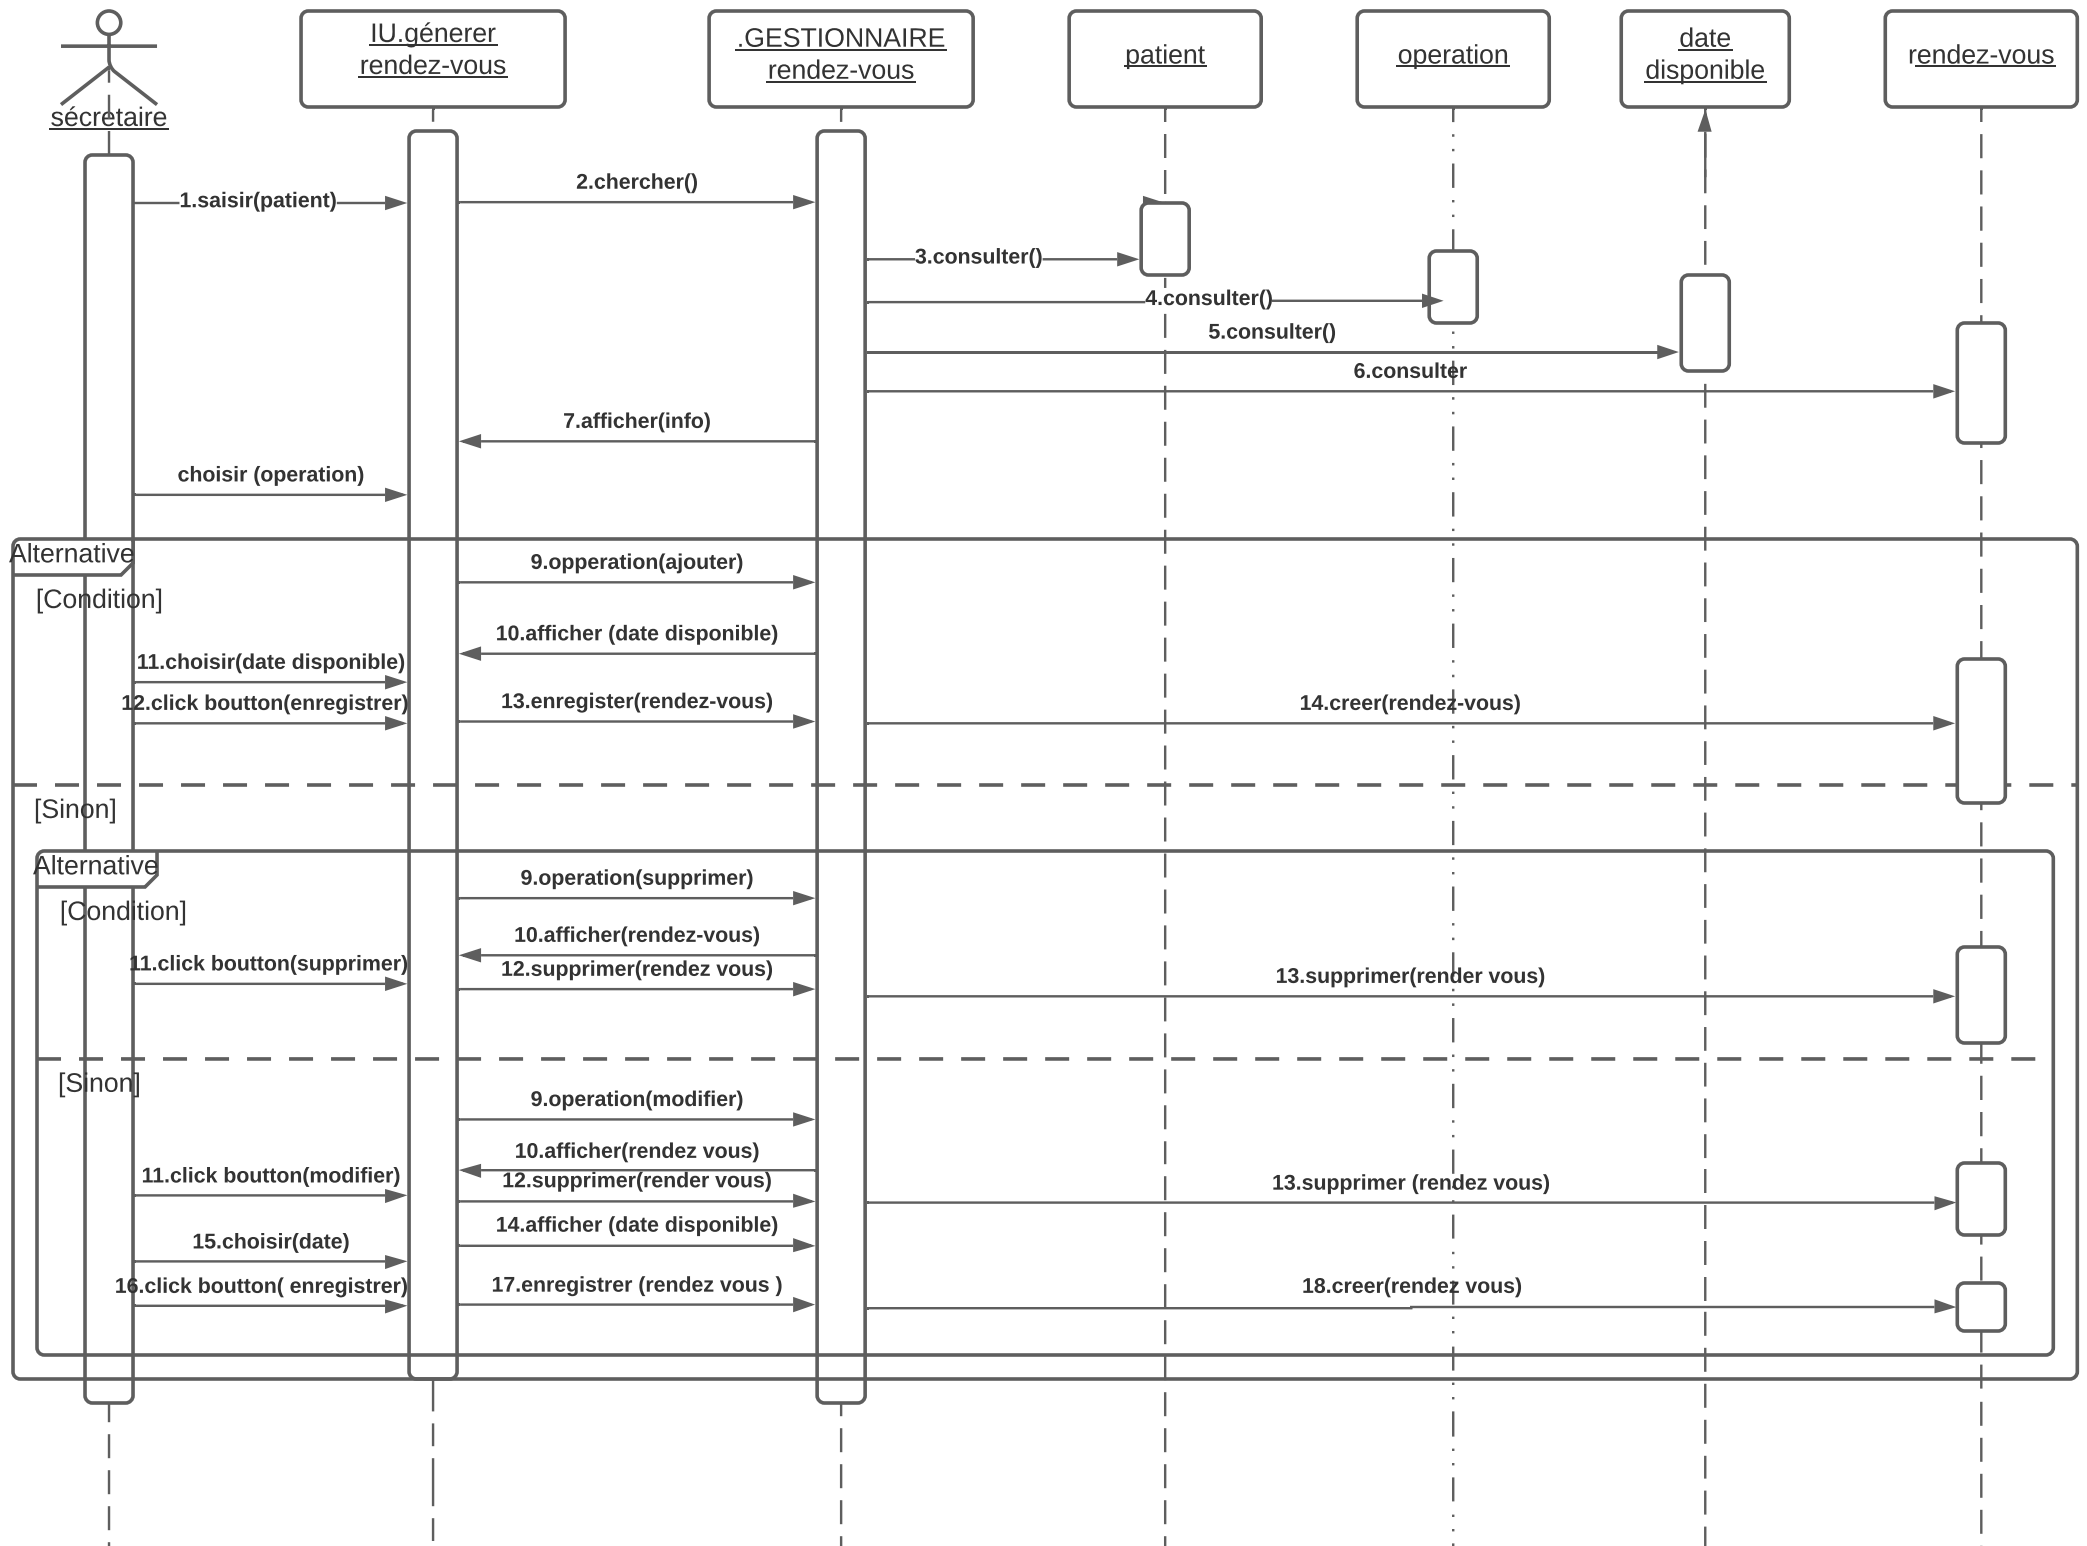 sécretaire
IU.génerer
rendez-vous
.GESTIONNAIRE
rendez-vous
patient
operation
date
disponible
rendez-vous
1.saisir(patient)
2.chercher()
3.consulter()
4.consulter()
5.consulter()
6.consulter
7.afficher(info)
choisir (operation)
Alternative
9.opperation(ajouter)
[Condition]
10.afficher (date disponible)
11.choisir(date disponible)
12.click boutton(enregistrer)
13.enregister(rendez-vous)
14.creer(rendez-vous)
[Sinon]
Alternative
9.operation(supprimer)
[Condition]
10.afficher(rendez-vous)
11.click boutton(supprimer)
12.supprimer(rendez vous)
13.supprimer(render vous)
[Sinon]
9.operation(modifier)
10.afficher(rendez vous)
11.click boutton(modifier)
12.supprimer(render vous)
13.supprimer (rendez vous)
14.afficher (date disponible)
15.choisir(date)
16.click boutton( enregistrer)
17.enregistrer (rendez vous )
18.creer(rendez vous)